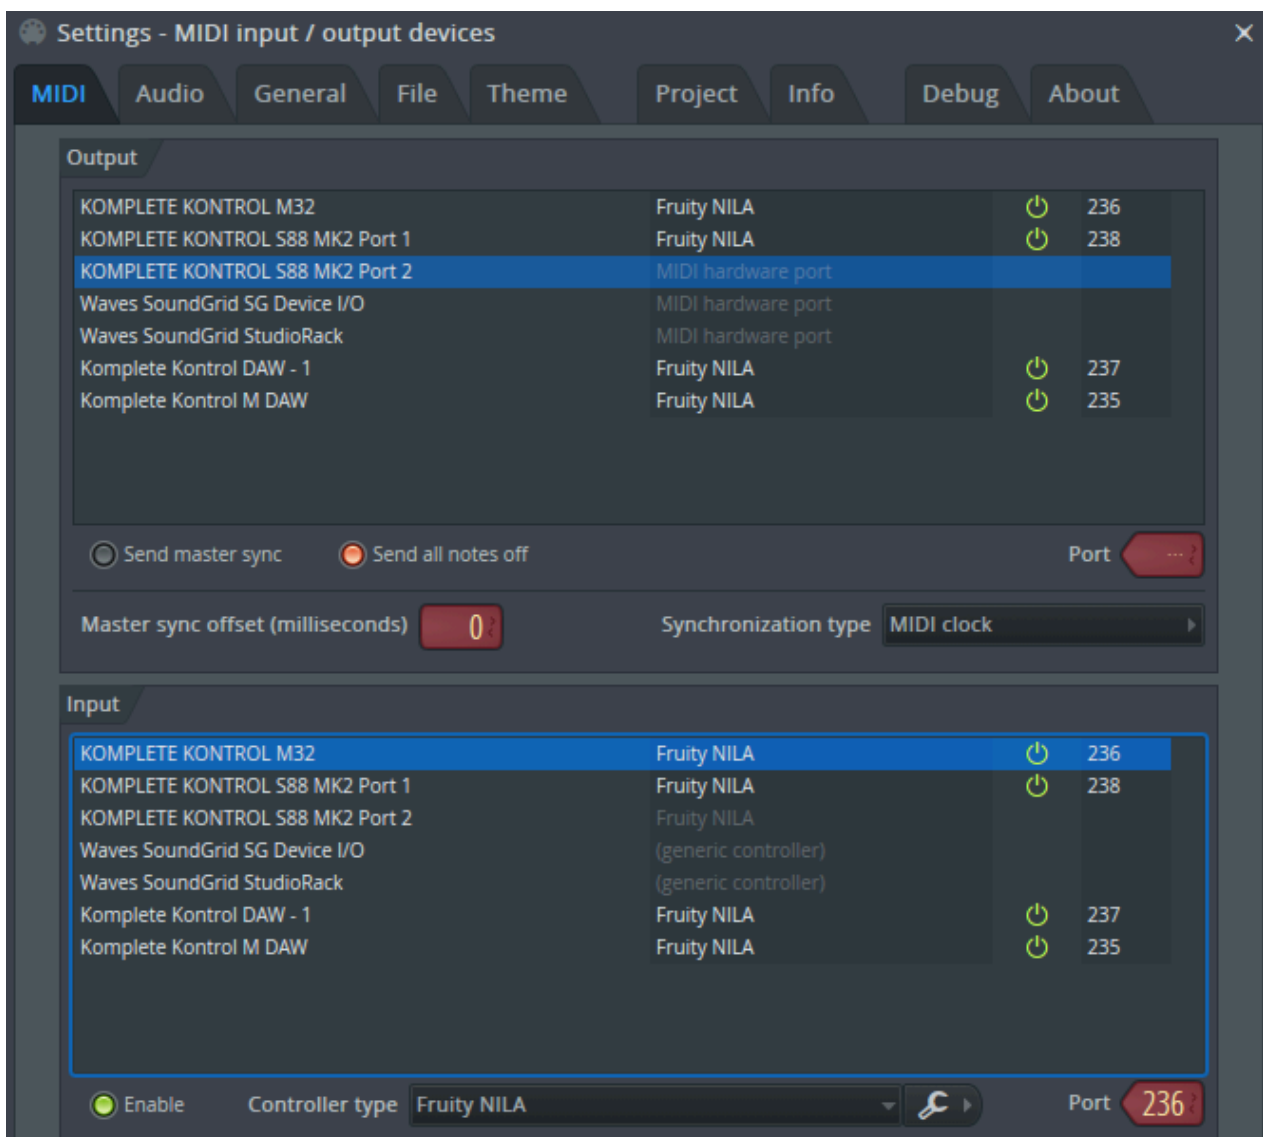 Settings - MIDI input / output devices
MIDI Audio General File Theme Project Info Debug About
Output
KOMPLETE KONTROL M32 Fruity NILA 236
KOMPLETE KONTROL S88 MK2 Port 1 Fruity NILA 238
KOMPLETE KONTROL S88 MK2 Port 2 MIDI hardware port
Waves SoundGrid SG Device I/O MIDI hardware port
Waves SoundGrid StudioRack MIDI hardware port
Komplete Kontrol DAW - 1 Fruity NILA 237
Komplete Kontrol M DAW Fruity NILA 235
Send master sync Send all notes off Port ---
Master sync offset (milliseconds) 0 Synchronization type MIDI clock
Input
KOMPLETE KONTROL M32 Fruity NILA 236
KOMPLETE KONTROL S88 MK2 Port 1 Fruity NILA 238
KOMPLETE KONTROL S88 MK2 Port 2 Fruity NILA
Waves SoundGrid SG Device I/O (generic controller)
Waves SoundGrid StudioRack (generic controller)
Komplete Kontrol DAW - 1 Fruity NILA 237
Komplete Kontrol M DAW Fruity NILA 235
Enable Controller type Fruity NILA Port 236